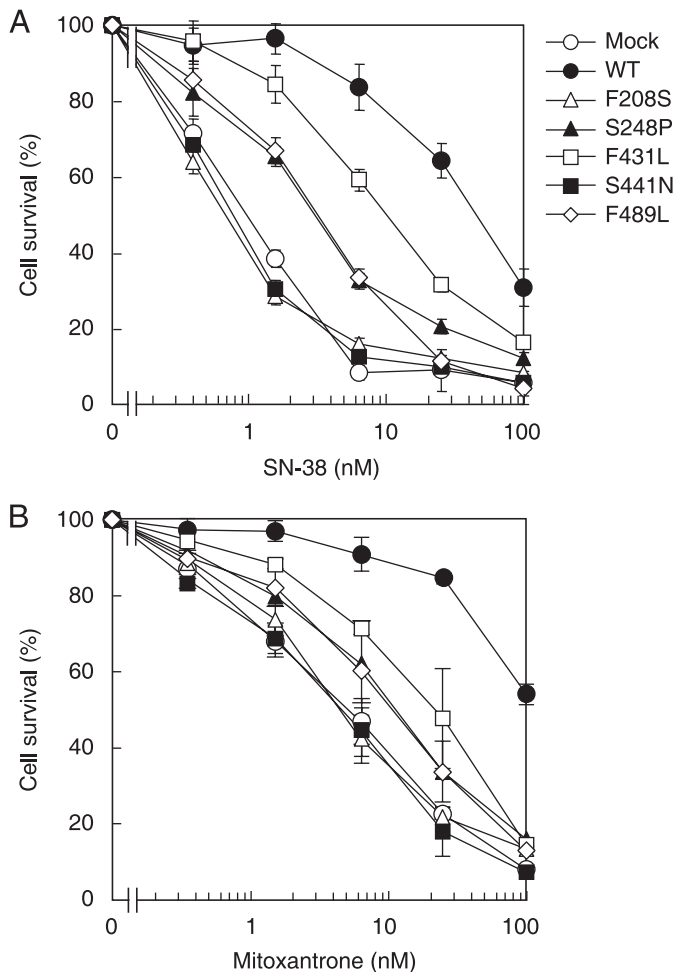 A
100
80
60
40
20
0
Cell survival (%)
0
1
10
100
SN-38 (nM)
Mock
WT
F208S
S248P
F431L
S441N
F489L
B
100
80
60
40
20
0
Cell survival (%)
0
1
10
100
Mitoxantrone (nM)